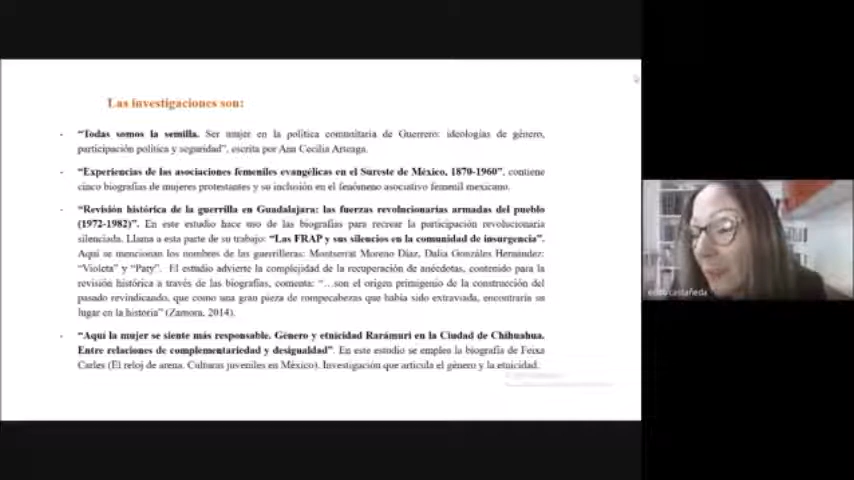 Las investigaciones son:
- "Todas somos la semilla. Ser mujer en la política comunitaria de Guerrero: ideologías de género,
participación política y seguridad", escrita por Ana Cecilia Arteaga.
- "Experiencias de las asociaciones femeniles evangélicas en el Sureste de México, 1870-1960", contiene
cinco biografías de mujeres protestantes y su inclusión en el fenómeno asociativo femenil mexicano.
- "Revisión histórica de la guerrilla en Guadalajara: las fuerzas revolucionarias armadas del pueblo
(1972-1982)". En este estudio hace uso de las biografías para recrear la participación revolucionaria
silenciada. Llama a esta parte de su trabajo: "Las FRAP y sus silencios en la comunidad de insurgencia".
Aquí se mencionan los nombres de las guerrilleras: Montserrat Moreno Díaz, Dalia Gonzáles Hernández:
"Violeta" y "Paty". El estudio advierte la complejidad de la recuperación de anécdotas, contenido para la
revisión histórica a través de las biografías, comenta: "…son el origen primigenio de la construcción del
pasado revindicando, que como una gran pieza de rompecabezas que había sido extraviada, encontraría su
lugar en la historia" (Zamora, 2014).
- "Aquí la mujer se siente más responsable. Género y etnicidad Rarámuri en la Ciudad de Chihuahua.
Entre relaciones de complementariedad y desigualdad". En este estudio se emplea la biografía de Feixa
Carles (El reloj de arena. Culturas juveniles en México). Investigación que articula el género y la etnicidad.
castañeda